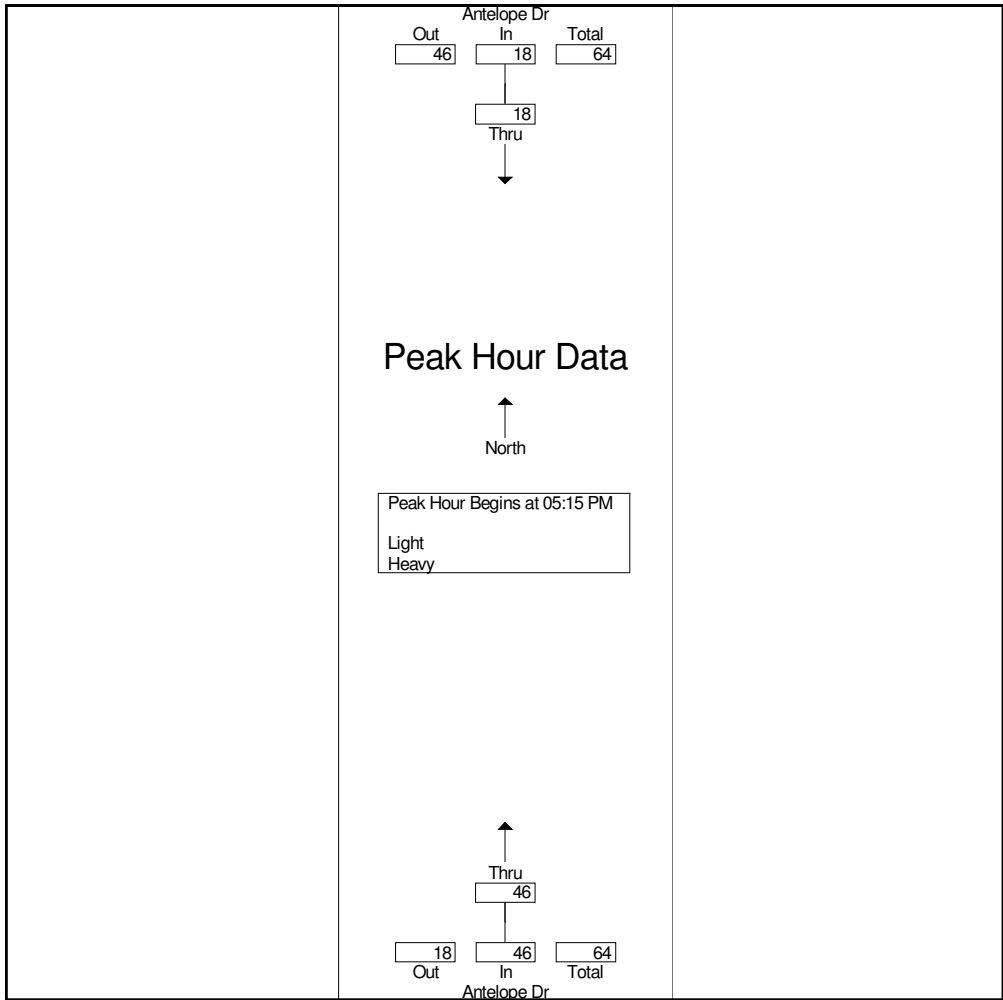 Antelope Dr
Out In Total
46 18 64
18
Thru
Peak Hour Data
North
Peak Hour Begins at 05:15 PM
Light
Heavy
Thru
46
18 46 64
Out In Total
Antelope Dr